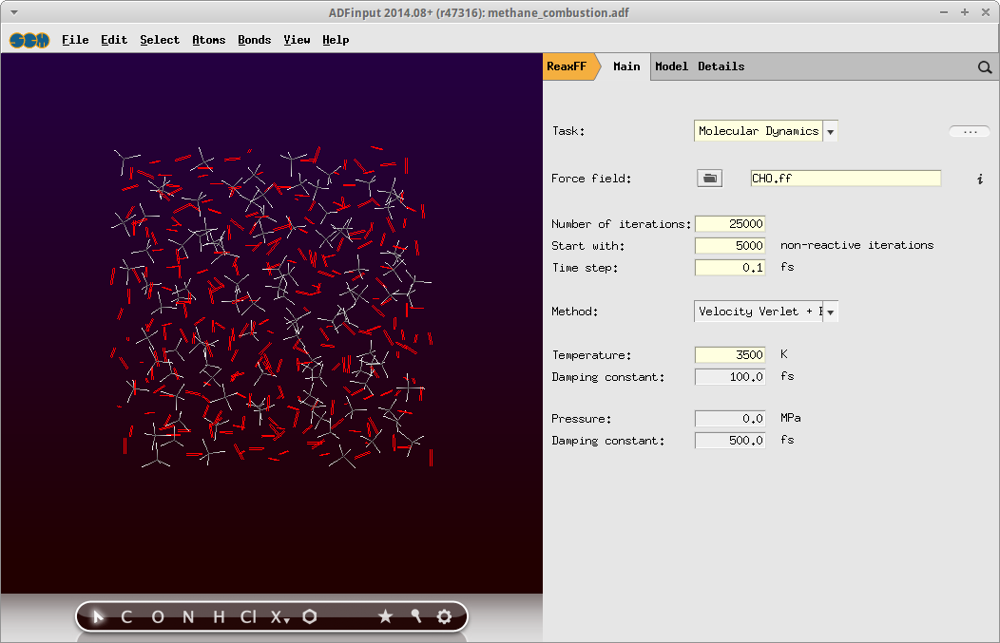 ADFinput 2014.08+ (r47316): methane_combustion.adf
SCM File Edit Select Atoms Bonds View Help
ReaxFF Main Model Details
Task: Molecular Dynamics ...
Force field: CHO.ff i
Number of iterations: 25000
Start with: 5000 non-reactive iterations
Time step: 0.1 fs
Method: Velocity Verlet +
Temperature: 3500 K
Damping constant: 100.0 fs
Pressure: 0.0 MPa
Damping constant: 500.0 fs
C O N H Cl X